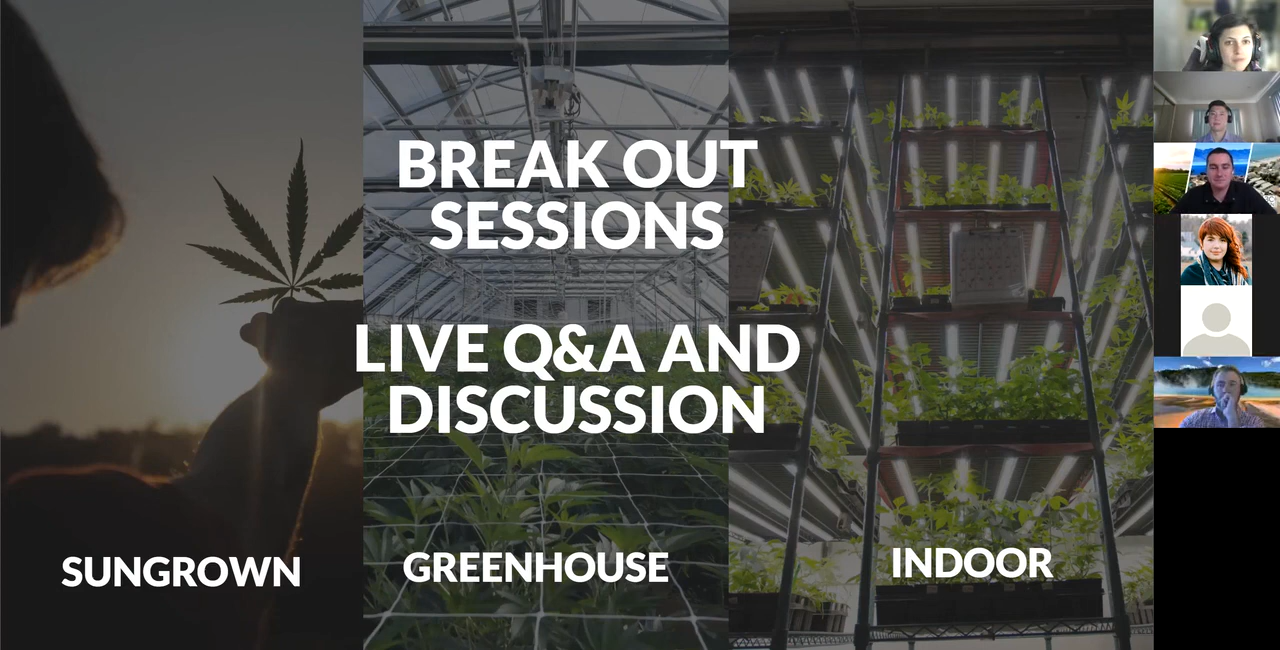 BREAK OUT
SESSIONS
LIVE Q&A AND
DISCUSSION
SUNGROWN
GREENHOUSE
INDOOR